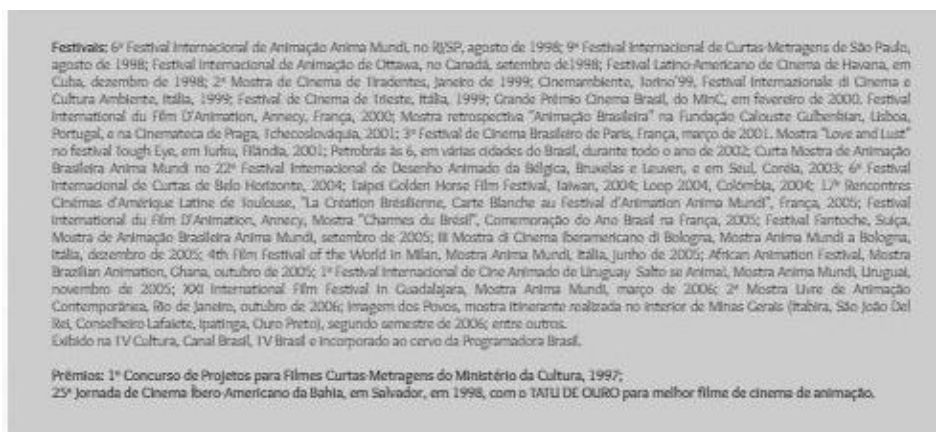 Festivais: 6º Festival Internacional de Animação Anima Mundi, no RJ/SP, agosto de 1998; 9º Festival Internacional de Curtas-Metragens de São Paulo,
agosto de 1998; Festival Internacional de Animação de Ottawa, no Canadá, setembro de1998; Festival Latino-Americano de Cinema de Havana, em
Cuba, dezembro de 1998; 2ª Mostra de Cinema de Tiradentes, Janeiro de 1999; Cinemambiente, Torino'99, Festival Internazionale di Cinema e
Cultura Ambiente, Itália, 1999; Festival de Cinema de Trieste, Itália, 1999; Grande Prêmio Cinema Brasil, do MinC, em fevereiro de 2000. Festival
International du Film D'Animation, Annecy, França, 2000; Mostra retrospectiva "Animação Brasileira" na Fundação Calouste Gulbenkian, Lisboa,
Portugal, e na Cinemateca de Praga, Tchecoslováquia, 2001; 3º Festival de Cinema Brasileiro de Paris, França, março de 2001. Mostra "Love and Lust"
no festival Tough Eye, em Turku, Filândia, 2001; Petrobrás às 6, em várias cidades do Brasil, durante todo o ano de 2002; Curta Mostra de Animação
Brasileira Anima Mundi no 22º Festival Internacional de Desenho Animado da Bélgica, Bruxelas e Leuven, e em Seul, Coréia, 2003; 6º Festival
Internacional de Curtas de Belo Horizonte, 2004; Taipei Golden Horse Film Festival, Taiwan, 2004; Loop 2004, Colômbia, 2004; 17º Rencontres
Cinémas d'Amérique Latine de Toulouse, "La Création Brésilienne, Carte Blanche au Festival d'Animation Anima Mundi", França, 2005; Festival
International du Film D'Animation, Annecy, Mostra "Charmes du Brésil", Comemoração do Ano Brasil na França, 2005; Festival Fantoche, Suiça,
Mostra de Animação Brasileira Anima Mundi, setembro de 2005; III Mostra di Cinema Iberamericano di Bologna, Mostra Anima Mundi a Bologna,
Itália, dezembro de 2005; 4th Film Festival of the World in Milan, Mostra Anima Mundi, Itália, junho de 2005; African Animation Festival, Mostra
Brazilian Animation, Ghana, outubro de 2005; 1º Festival Internacional de Cine Animado de Uruguay Salto se Anima!, Mostra Anima Mundi, Uruguai,
novembro de 2005; XXI International Film Festival in Guadalajara, Mostra Anima Mundi, março de 2006; 2ª Mostra Livre de Animação
Contemporânea, Rio de Janeiro, outubro de 2006; Imagem dos Povos, mostra itinerante realizada no interior de Minas Gerais (Itabira, São João Del
Rei, Conselheiro Lafaiete, Ipatinga, Ouro Preto), segundo semestre de 2006; entre outros.
Exibido na TV Cultura, Canal Brasil, TV Brasil e incorporado ao cervo da Programadora Brasil.
Prêmios: 1º Concurso de Projetos para Filmes Curtas-Metragens do Ministério da Cultura, 1997;
25ª Jornada de Cinema Íbero-Americano da Bahia, em Salvador, em 1998, com o TATU DE OURO para melhor filme de cinema de animação.